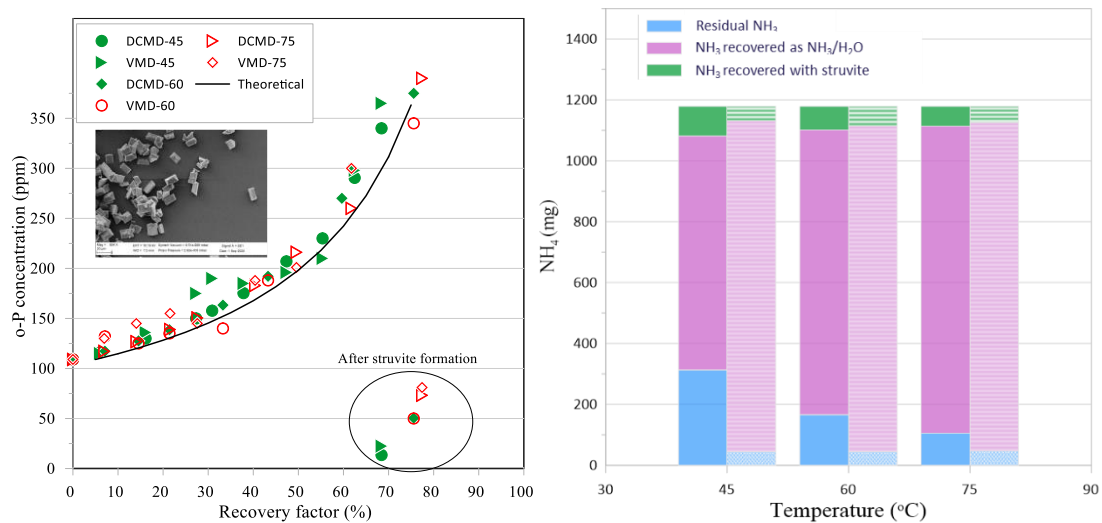 DCMD-45
DCMD-75
VMD-45
VMD-75
DCMD-60
Theoretical
VMD-60
350
300
250
200
150
100
50
0
o-P concentration (ppm)
After struvite formation
0 10 20 30 40 50 60 70 80 90 100
Recovery factor (%)
Residual NH₃
NH₃ recovered as NH₃/H₂O
NH₃ recovered with struvite
1400
1200
1000
800
600
400
200
0
NH₄ (mg)
30 45 60 75 90
Temperature (°C)